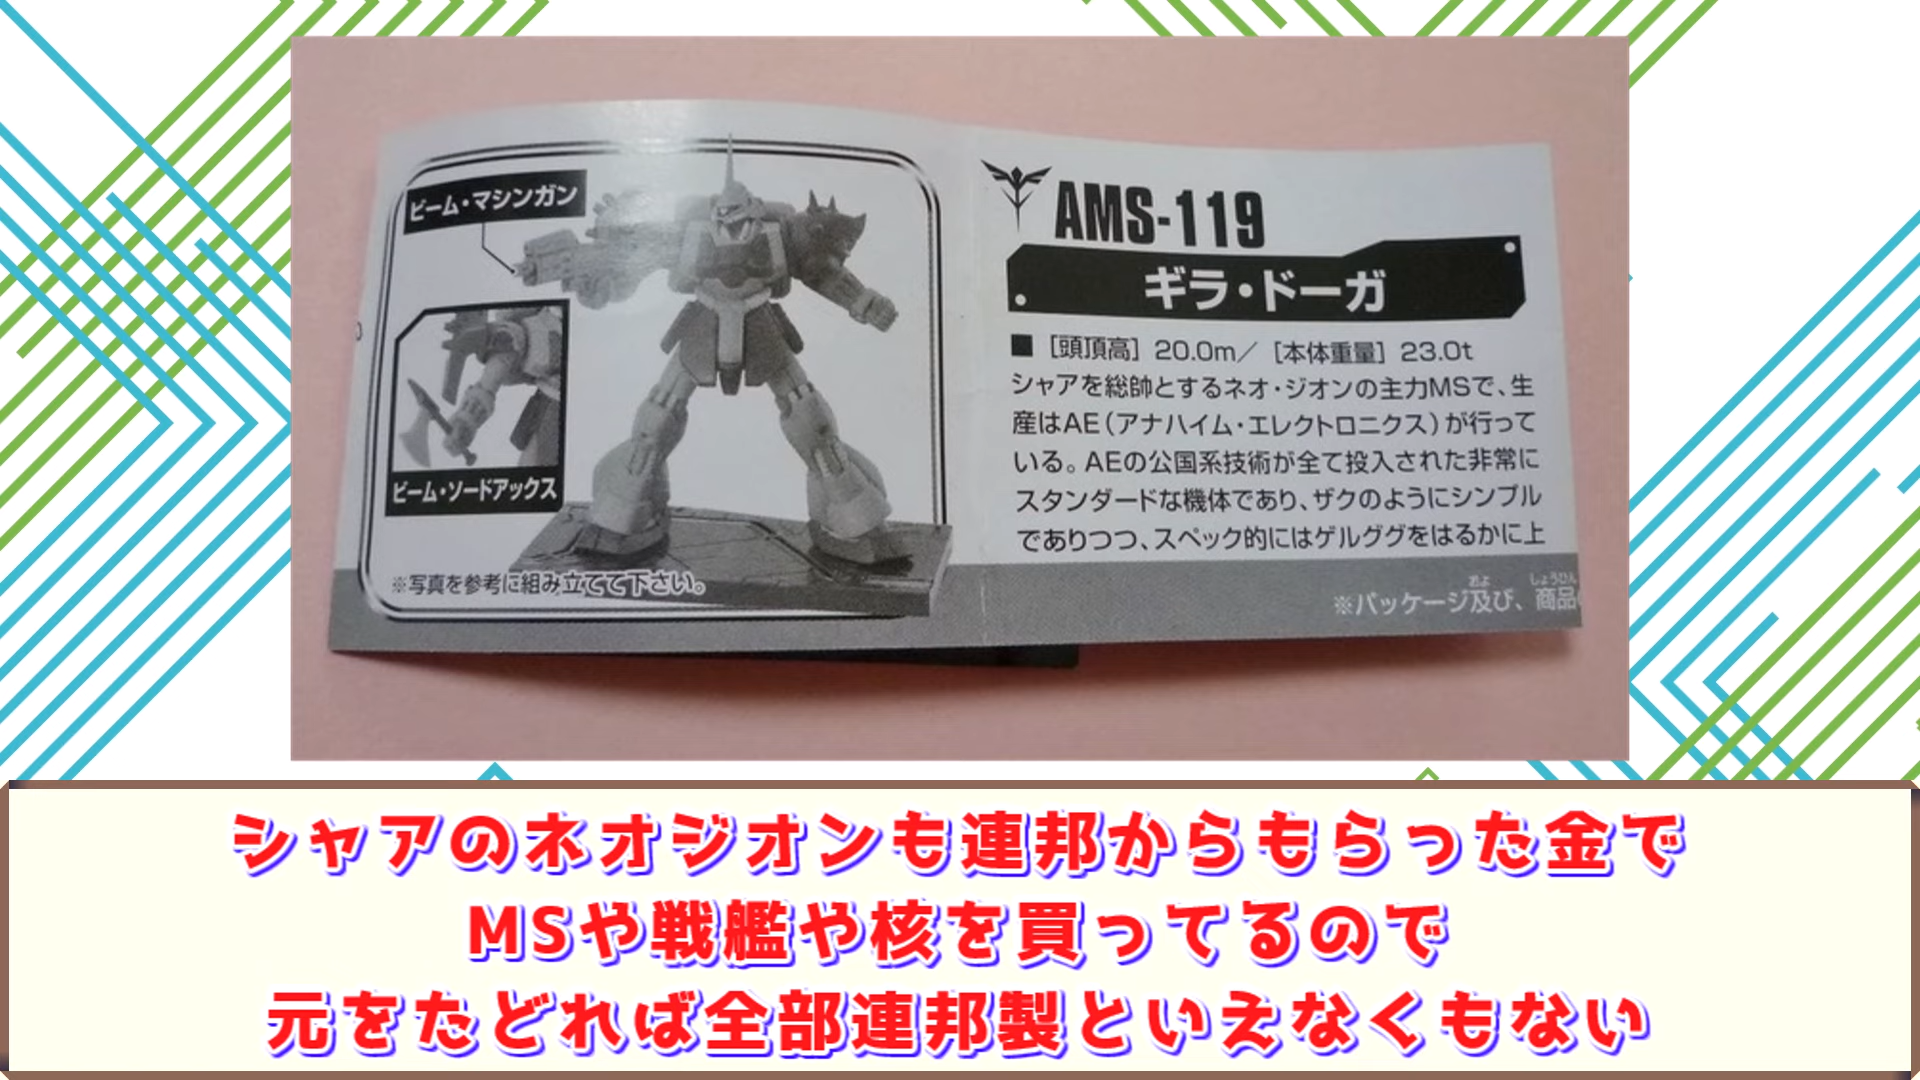 ビーム・マシンガン
ビーム・ソードアックス
※写真を参考に組み立てて下さい。
AMS-119
ギラ・ドーガ
■［頭頂高］20.0m／［本体重量］23.0t
シャアを総帥とするネオ・ジオンの主力MSで、生
産はAE（アナハイム・エレクトロニクス）が行って
いる。AEの公国系技術が全て投入された非常に
スタンダードな機体であり、ザクのようにシンプル
でありつつ、スペック的にはゲルググをはるかに上
およ しょうひん
※パッケージ及び、商品
シャアのネオジオンも連邦からもらった金で
MSや戦艦や核を買ってるので
元をたどれば全部連邦製といえなくもない